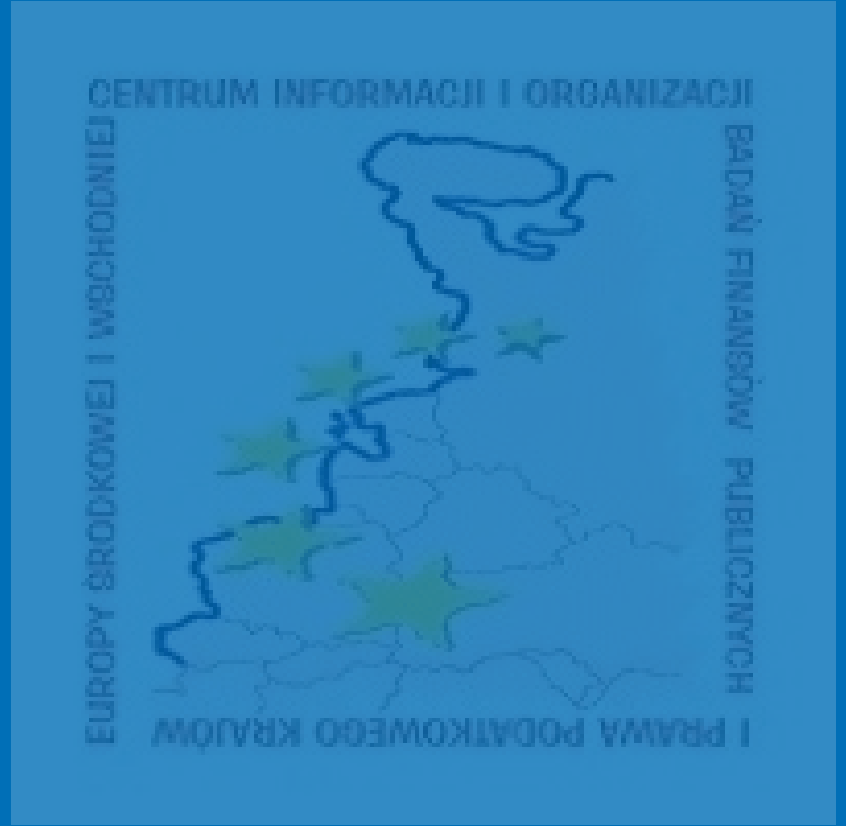 CENTRUM INFORMACJI I ORGANIZACJI
BADAŃ FINANSÓW PUBLICZNYCH
I PRAWA PODATKOWEGO KRAJÓW
EUROPY ŚRODKOWEJ I WSCHODNIEJ